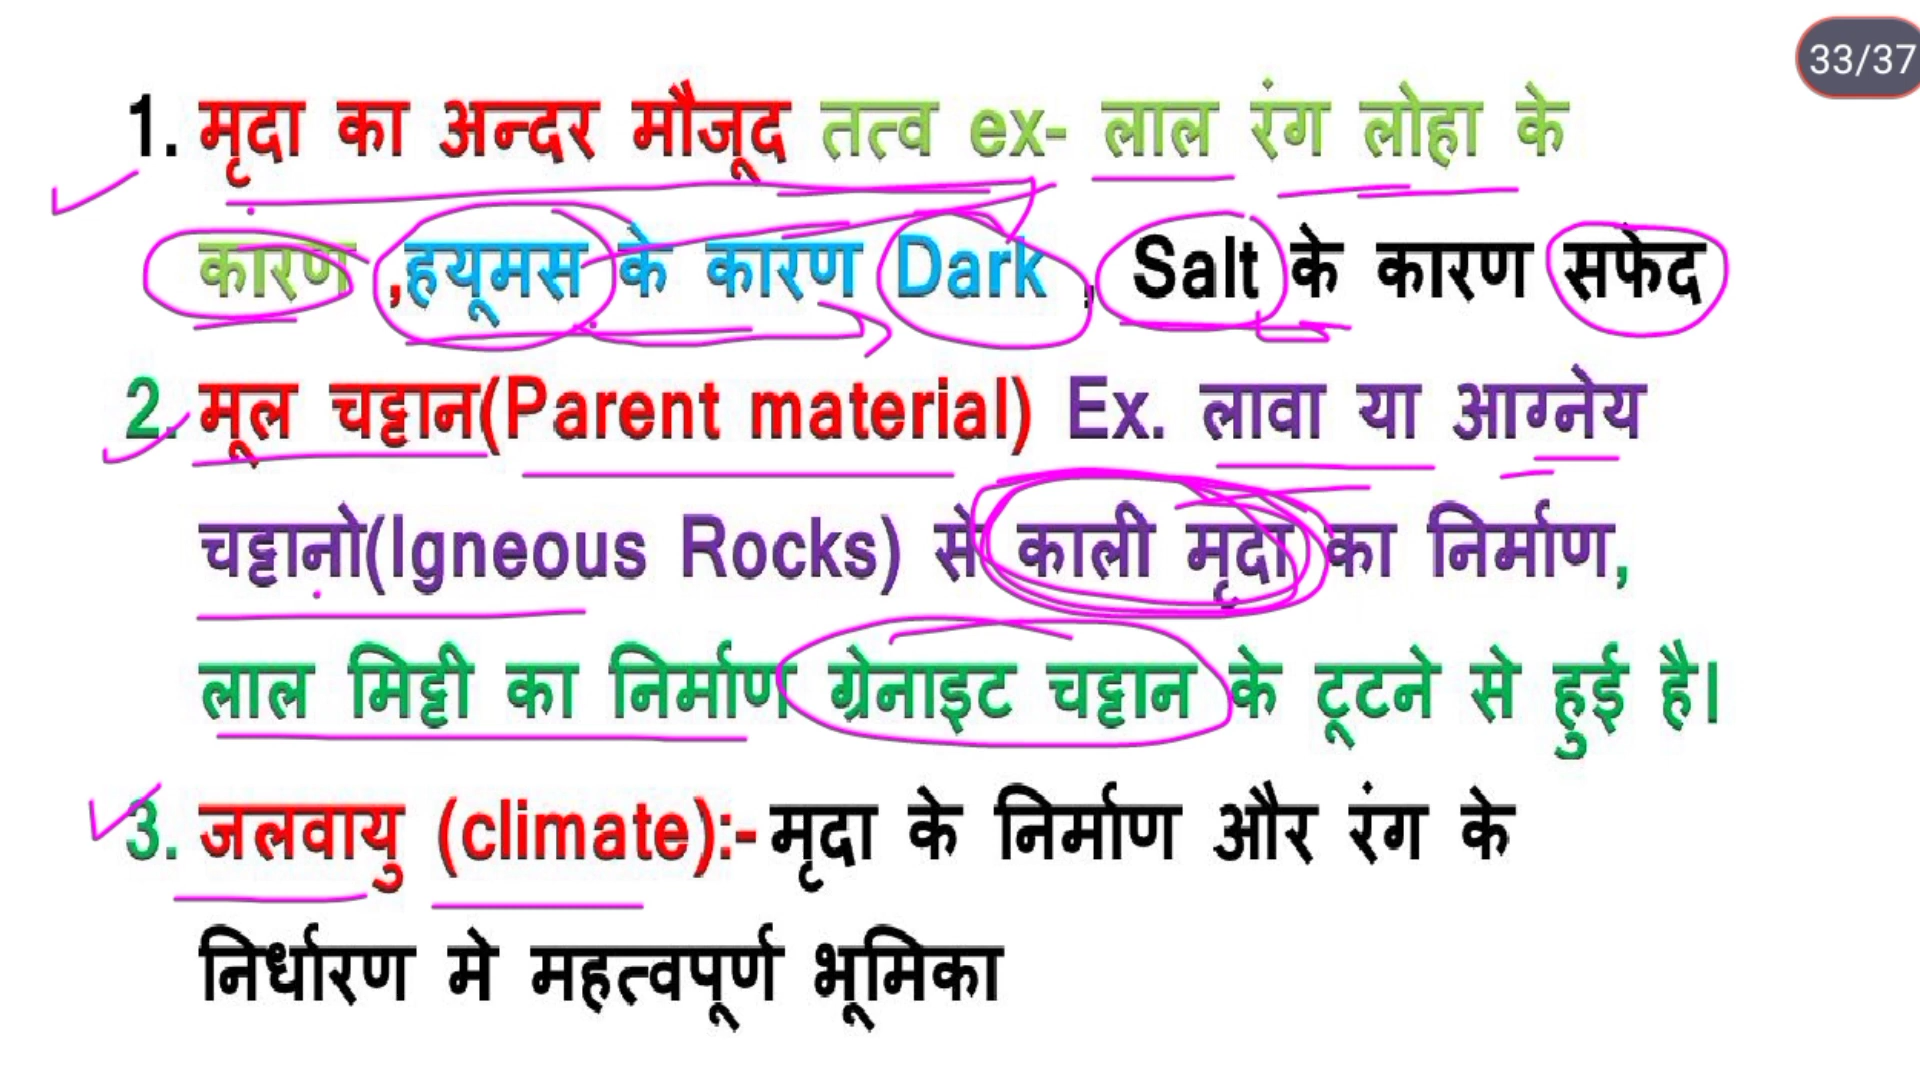 33/37
1. मृदा का अन्दर मौजूद तत्व ex- लाल रंग लोहा के
कारण ,हयूमस के कारण Dark , Salt के कारण सफेद
2. मूल चट्टान(Parent material) Ex. लावा या आग्नेय
चट्टानो(Igneous Rocks) से काली मृदा का निर्माण,
लाल मिट्टी का निर्माण ग्रेनाइट चट्टान के टूटने से हुई है।
3. जलवायु (climate):- मृदा के निर्माण और रंग के
निर्धारण मे महत्वपूर्ण भूमिका